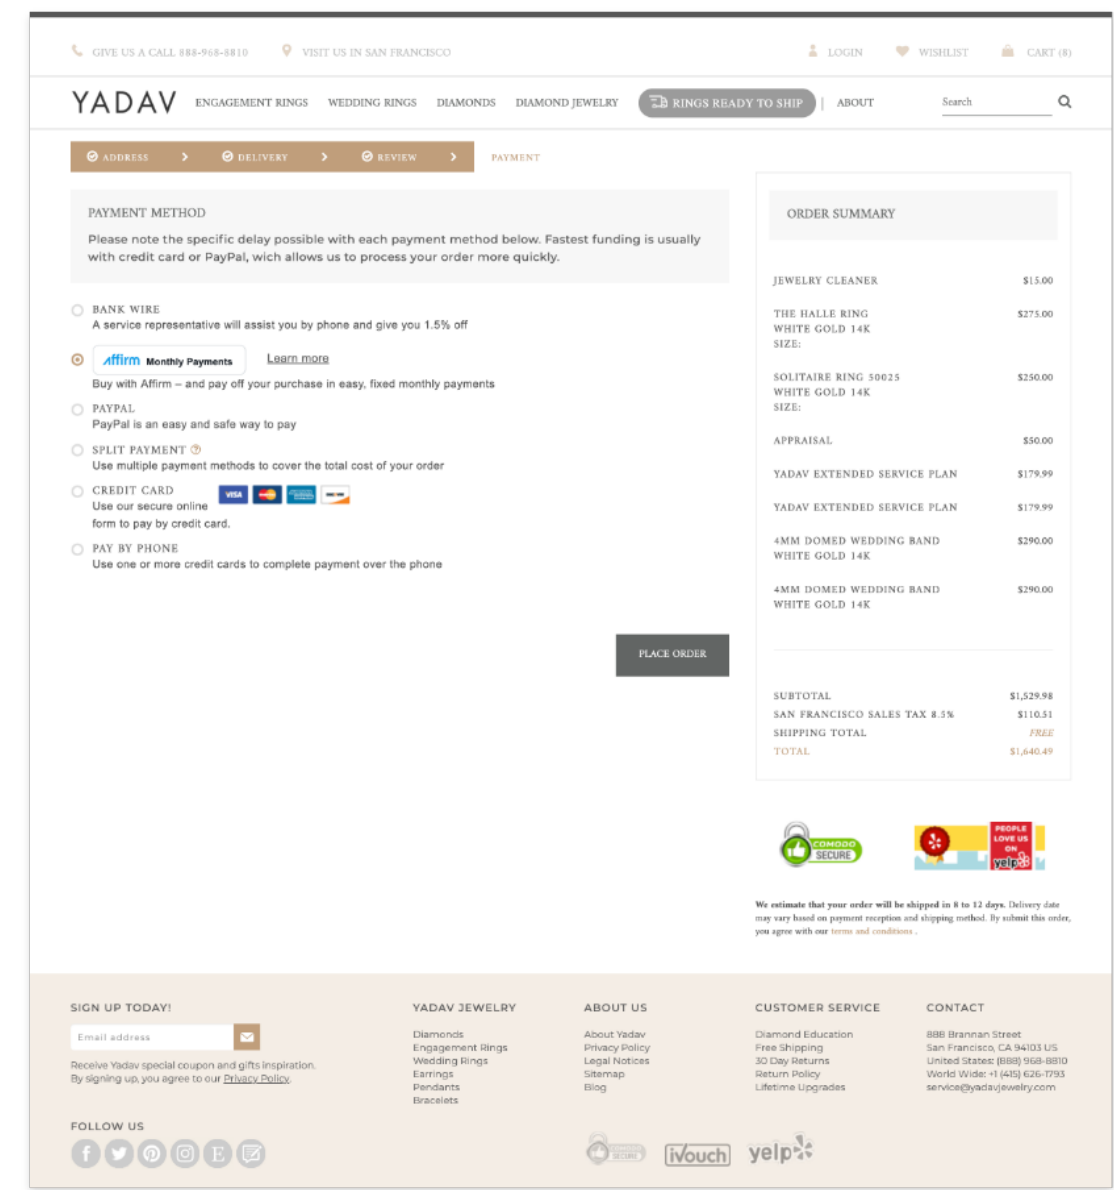 GIVE US A CALL 888-968-8810
VISIT US IN SAN FRANCISCO
LOGIN
WISHLIST
CART (8)
YADAV
ENGAGEMENT RINGS
WEDDING RINGS
DIAMONDS
DIAMOND JEWELRY
RINGS READY TO SHIP
ABOUT
Search
ADDRESS
DELIVERY
REVIEW
PAYMENT
PAYMENT METHOD
Please note the specific delay possible with each payment method below. Fastest funding is usually
with credit card or PayPal, wich allows us to process your order more quickly.
BANK WIRE
A service representative will assist you by phone and give you 1.5% off
affirm Monthly Payments
Learn more
Buy with Affirm – and pay off your purchase in easy, fixed monthly payments
PAYPAL
PayPal is an easy and safe way to pay
SPLIT PAYMENT ?
Use multiple payment methods to cover the total cost of your order
CREDIT CARD
VISA
Use our secure online
form to pay by credit card.
PAY BY PHONE
Use one or more credit cards to complete payment over the phone
PLACE ORDER
ORDER SUMMARY
JEWELRY CLEANER $15.00
THE HALLE RING $275.00
WHITE GOLD 14K
SIZE:
SOLITAIRE RING 50025 $250.00
WHITE GOLD 14K
SIZE:
APPRAISAL $50.00
YADAV EXTENDED SERVICE PLAN $179.99
YADAV EXTENDED SERVICE PLAN $179.99
4MM DOMED WEDDING BAND $290.00
WHITE GOLD 14K
4MM DOMED WEDDING BAND $290.00
WHITE GOLD 14K
SUBTOTAL $1,529.98
SAN FRANCISCO SALES TAX 8.5% $110.51
SHIPPING TOTAL FREE
TOTAL $1,640.49
COMODO
SECURE
PEOPLE
LOVE US
ON
yelp
We estimate that your order will be shipped in 8 to 12 days. Delivery date
may vary based on payment reception and shipping method. By submit this order,
you agree with our terms and conditions .
SIGN UP TODAY!
Email address
Receive Yadav special coupon and gifts inspiration.
By signing up, you agree to our Privacy Policy.
FOLLOW US
YADAV JEWELRY
Diamonds
Engagement Rings
Wedding Rings
Earrings
Pendants
Bracelets
ABOUT US
About Yadav
Privacy Policy
Legal Notices
Sitemap
Blog
CUSTOMER SERVICE
Diamond Education
Free Shipping
30 Day Returns
Return Policy
Lifetime Upgrades
CONTACT
888 Brannan Street
San Francisco, CA 94103 US
United States: (888) 968-8810
World Wide: +1 (415) 626-1793
service@yadavjewelry.com
COMODO
SECURE
iVouch
yelp